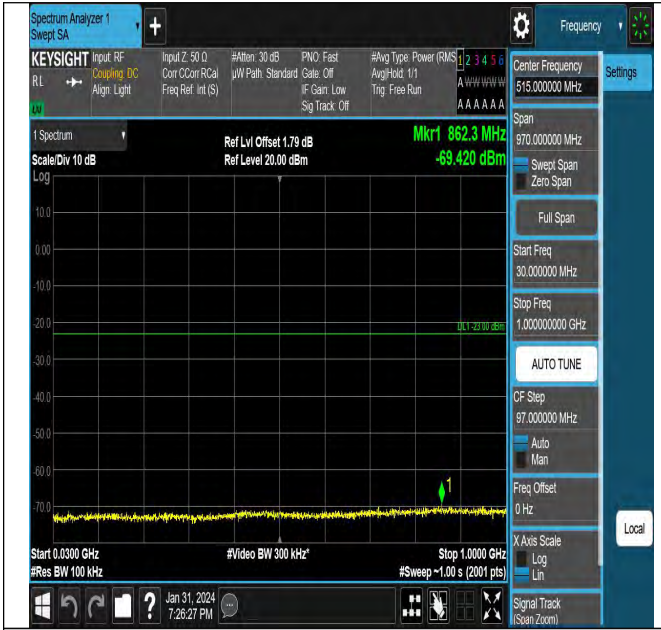 Spectrum Analyzer 1
Swept SA
+
Frequency
KEYSIGHT
RL
LXI
Input: RF
Coupling: DC
Align: Light
Input Z: 50 Ω
Corr CCorr RCal
Freq Ref: Int (S)
#Atten: 30 dB
µW Path: Standard
PNO: Fast
Gate: Off
IF Gain: Low
Sig Track: Off
#Avg Type: Power (RMS
Avg|Hold: 1/1
Trig: Free Run
1 2 3 4 5 6
A W W W W W
A A A A A A
1 Spectrum
Scale/Div 10 dB
Log
Ref Lvl Offset 1.79 dB
Ref Level 20.00 dBm
Mkr1 862.3 MHz
-69.420 dBm
10.0
0.00
-10.0
-20.0
DL1 -23.00 dBm
-30.0
-40.0
-50.0
-60.0
-70.0
1
Start 0.0300 GHz
#Res BW 100 kHz
#Video BW 300 kHz*
Stop 1.0000 GHz
#Sweep ~1.00 s (2001 pts)
?
Jan 31, 2024
7:26:27 PM
Center Frequency
515.000000 MHz
Settings
Span
970.000000 MHz
Swept Span
Zero Span
Full Span
Start Freq
30.000000 MHz
Stop Freq
1.000000000 GHz
AUTO TUNE
CF Step
97.000000 MHz
Auto
Man
Freq Offset
0 Hz
Local
X Axis Scale
Log
Lin
Signal Track
(Span Zoom)